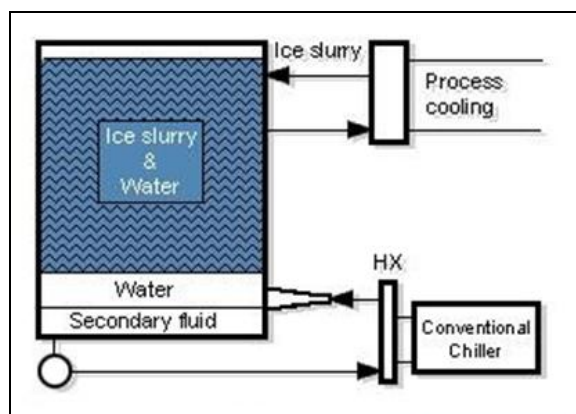 Ice slurry
Process
cooling
Ice slurry
&
Water
HX
Water
Secondary fluid
Conventional
Chiller